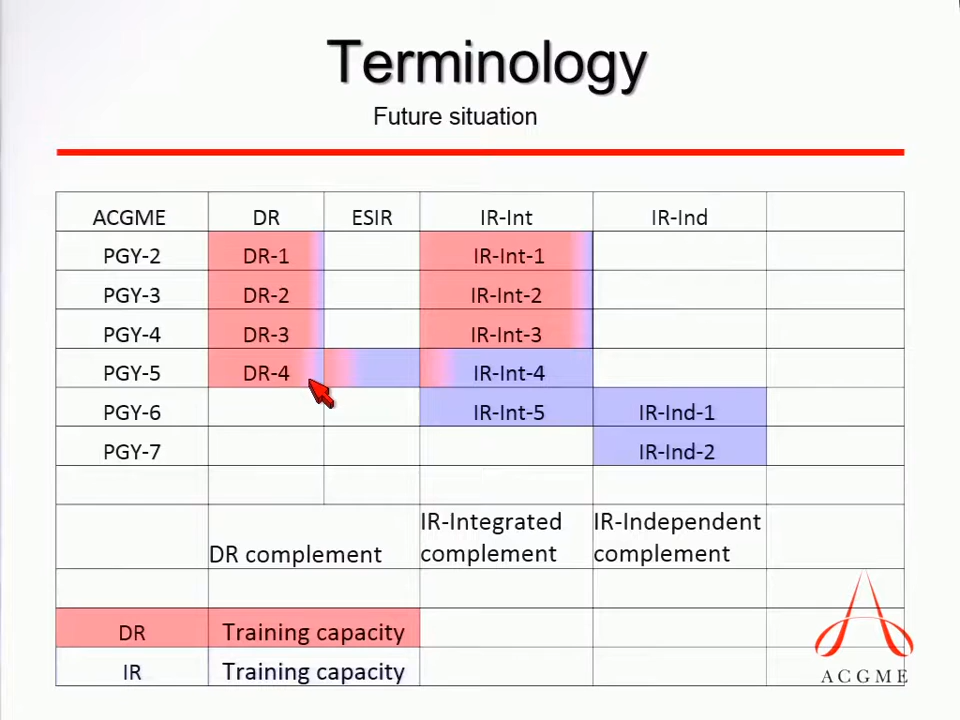 Terminology
Future situation
ACGME DR ESIR IR-Int IR-Ind
PGY-2 DR-1 IR-Int-1
PGY-3 DR-2 IR-Int-2
PGY-4 DR-3 IR-Int-3
PGY-5 DR-4 IR-Int-4
PGY-6 IR-Int-5 IR-Ind-1
PGY-7 IR-Ind-2
DR complement
IR-Integrated
complement
IR-Independent
complement
DR Training capacity
IR Training capacity
ACGME